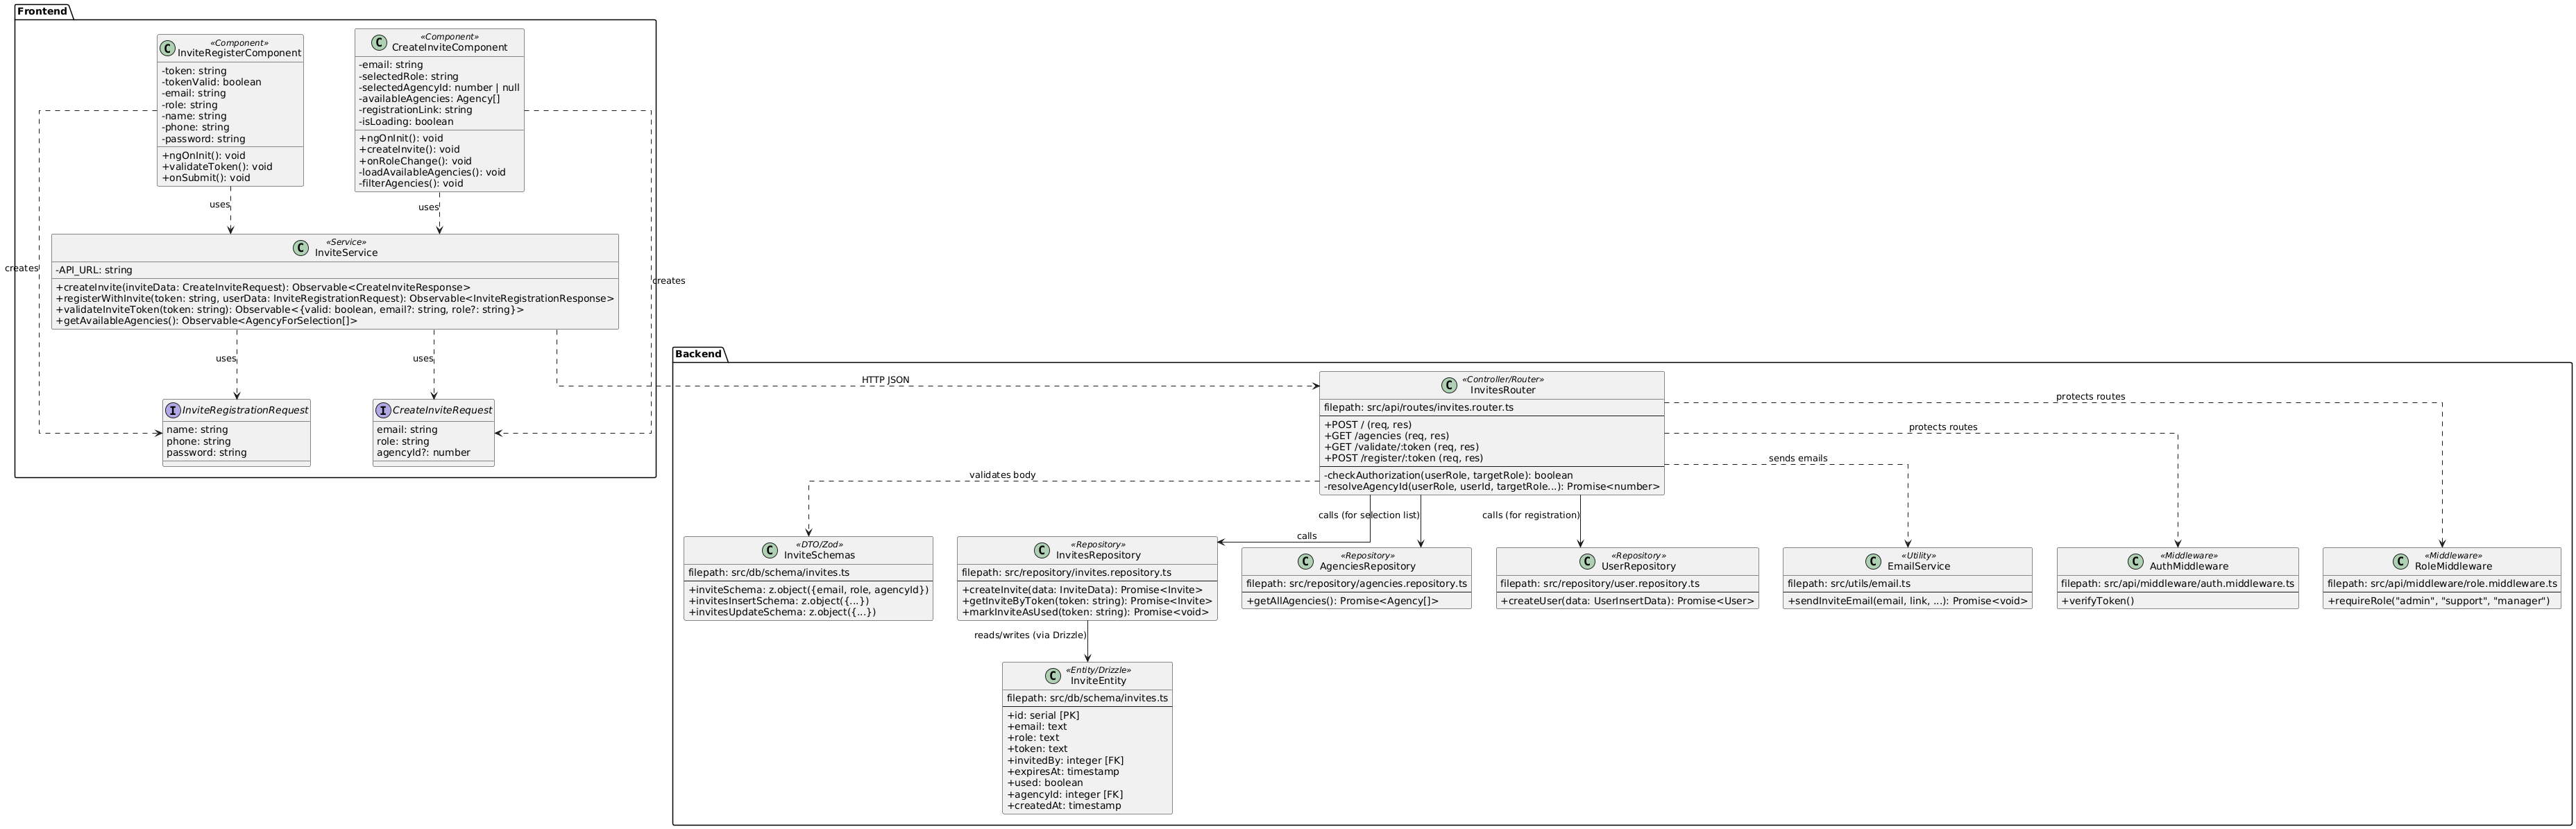 Frontend
C «Component»
InviteRegisterComponent
-token: string
-tokenValid: boolean
-email: string
-role: string
-name: string
-phone: string
-password: string
+ngOnInit(): void
+validateToken(): void
+onSubmit(): void
C «Component»
CreateInviteComponent
-email: string
-selectedRole: string
-selectedAgencyId: number | null
-availableAgencies: Agency[]
-registrationLink: string
-isLoading: boolean
+ngOnInit(): void
+createInvite(): void
+onRoleChange(): void
-loadAvailableAgencies(): void
-filterAgencies(): void
uses
uses
creates
creates
C «Service»
InviteService
-API_URL: string
+createInvite(inviteData: CreateInviteRequest): Observable<CreateInviteResponse>
+registerWithInvite(token: string, userData: InviteRegistrationRequest): Observable<InviteRegistrationResponse>
+validateInviteToken(token: string): Observable<{valid: boolean, email?: string, role?: string}>
+getAvailableAgencies(): Observable<AgencyForSelection[]>
uses
uses
I InviteRegistrationRequest
name: string
phone: string
password: string
I CreateInviteRequest
email: string
role: string
agencyId?: number
Backend
HTTP JSON
C «Controller/Router»
InvitesRouter
filepath: src/api/routes/invites.router.ts
+POST / (req, res)
+GET /agencies (req, res)
+GET /validate/:token (req, res)
+POST /register/:token (req, res)
-checkAuthorization(userRole, targetRole): boolean
-resolveAgencyId(userRole, userId, targetRole...): Promise<number>
protects routes
protects routes
sends emails
validates body
calls (for selection list)
calls (for registration)
calls
C «DTO/Zod»
InviteSchemas
filepath: src/db/schema/invites.ts
+inviteSchema: z.object({email, role, agencyId})
+invitesInsertSchema: z.object({...})
+invitesUpdateSchema: z.object({...})
C «Repository»
InvitesRepository
filepath: src/repository/invites.repository.ts
+createInvite(data: InviteData): Promise<Invite>
+getInviteByToken(token: string): Promise<Invite>
+markInviteAsUsed(token: string): Promise<void>
C «Repository»
AgenciesRepository
filepath: src/repository/agencies.repository.ts
+getAllAgencies(): Promise<Agency[]>
C «Repository»
UserRepository
filepath: src/repository/user.repository.ts
+createUser(data: UserInsertData): Promise<User>
C «Utility»
EmailService
filepath: src/utils/email.ts
+sendInviteEmail(email, link, ...): Promise<void>
C «Middleware»
AuthMiddleware
filepath: src/api/middleware/auth.middleware.ts
+verifyToken()
C «Middleware»
RoleMiddleware
filepath: src/api/middleware/role.middleware.ts
+requireRole("admin", "support", "manager")
reads/writes (via Drizzle)
C «Entity/Drizzle»
InviteEntity
filepath: src/db/schema/invites.ts
+id: serial [PK]
+email: text
+role: text
+token: text
+invitedBy: integer [FK]
+expiresAt: timestamp
+used: boolean
+agencyId: integer [FK]
+createdAt: timestamp